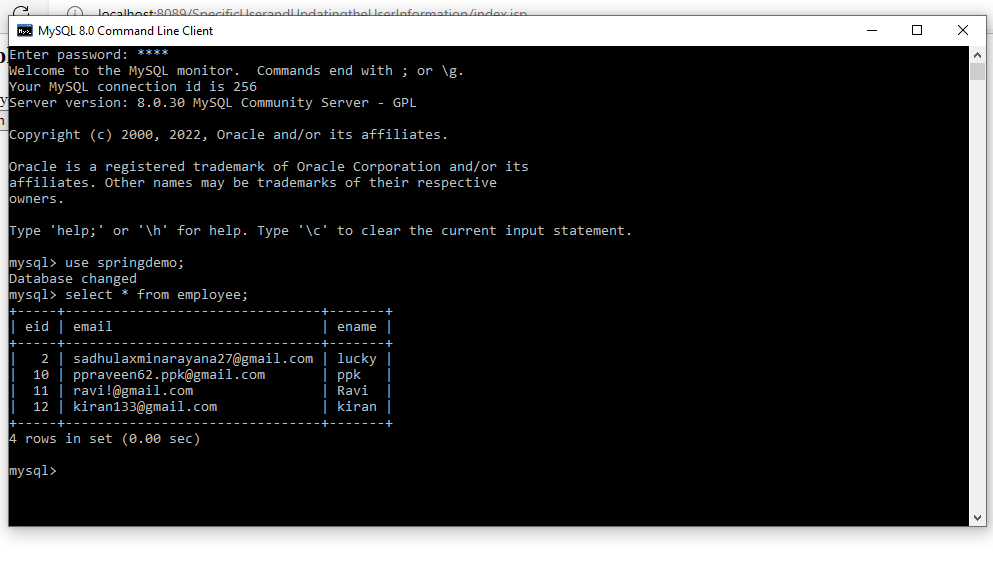 localhost:8089/SpecificUserandUpdatingtheUserInformation/index.jsp
MySQL 8.0 Command Line Client
Enter password: ****
Welcome to the MySQL monitor.  Commands end with ; or \g.
Your MySQL connection id is 256
Server version: 8.0.30 MySQL Community Server - GPL
Copyright (c) 2000, 2022, Oracle and/or its affiliates.
Oracle is a registered trademark of Oracle Corporation and/or its
affiliates. Other names may be trademarks of their respective
owners.
Type 'help;' or '\h' for help. Type '\c' to clear the current input statement.
mysql> use springdemo;
Database changed
mysql> select * from employee;
+-----+--------------------------------+-------+
| eid | email                          | ename |
+-----+--------------------------------+-------+
|   2 | sadhulaxminarayana27@gmail.com | lucky |
|  10 | ppraveen62.ppk@gmail.com       | ppk   |
|  11 | ravi!@gmail.com                | Ravi  |
|  12 | kiran133@gmail.com             | kiran |
+-----+--------------------------------+-------+
4 rows in set (0.00 sec)
mysql>